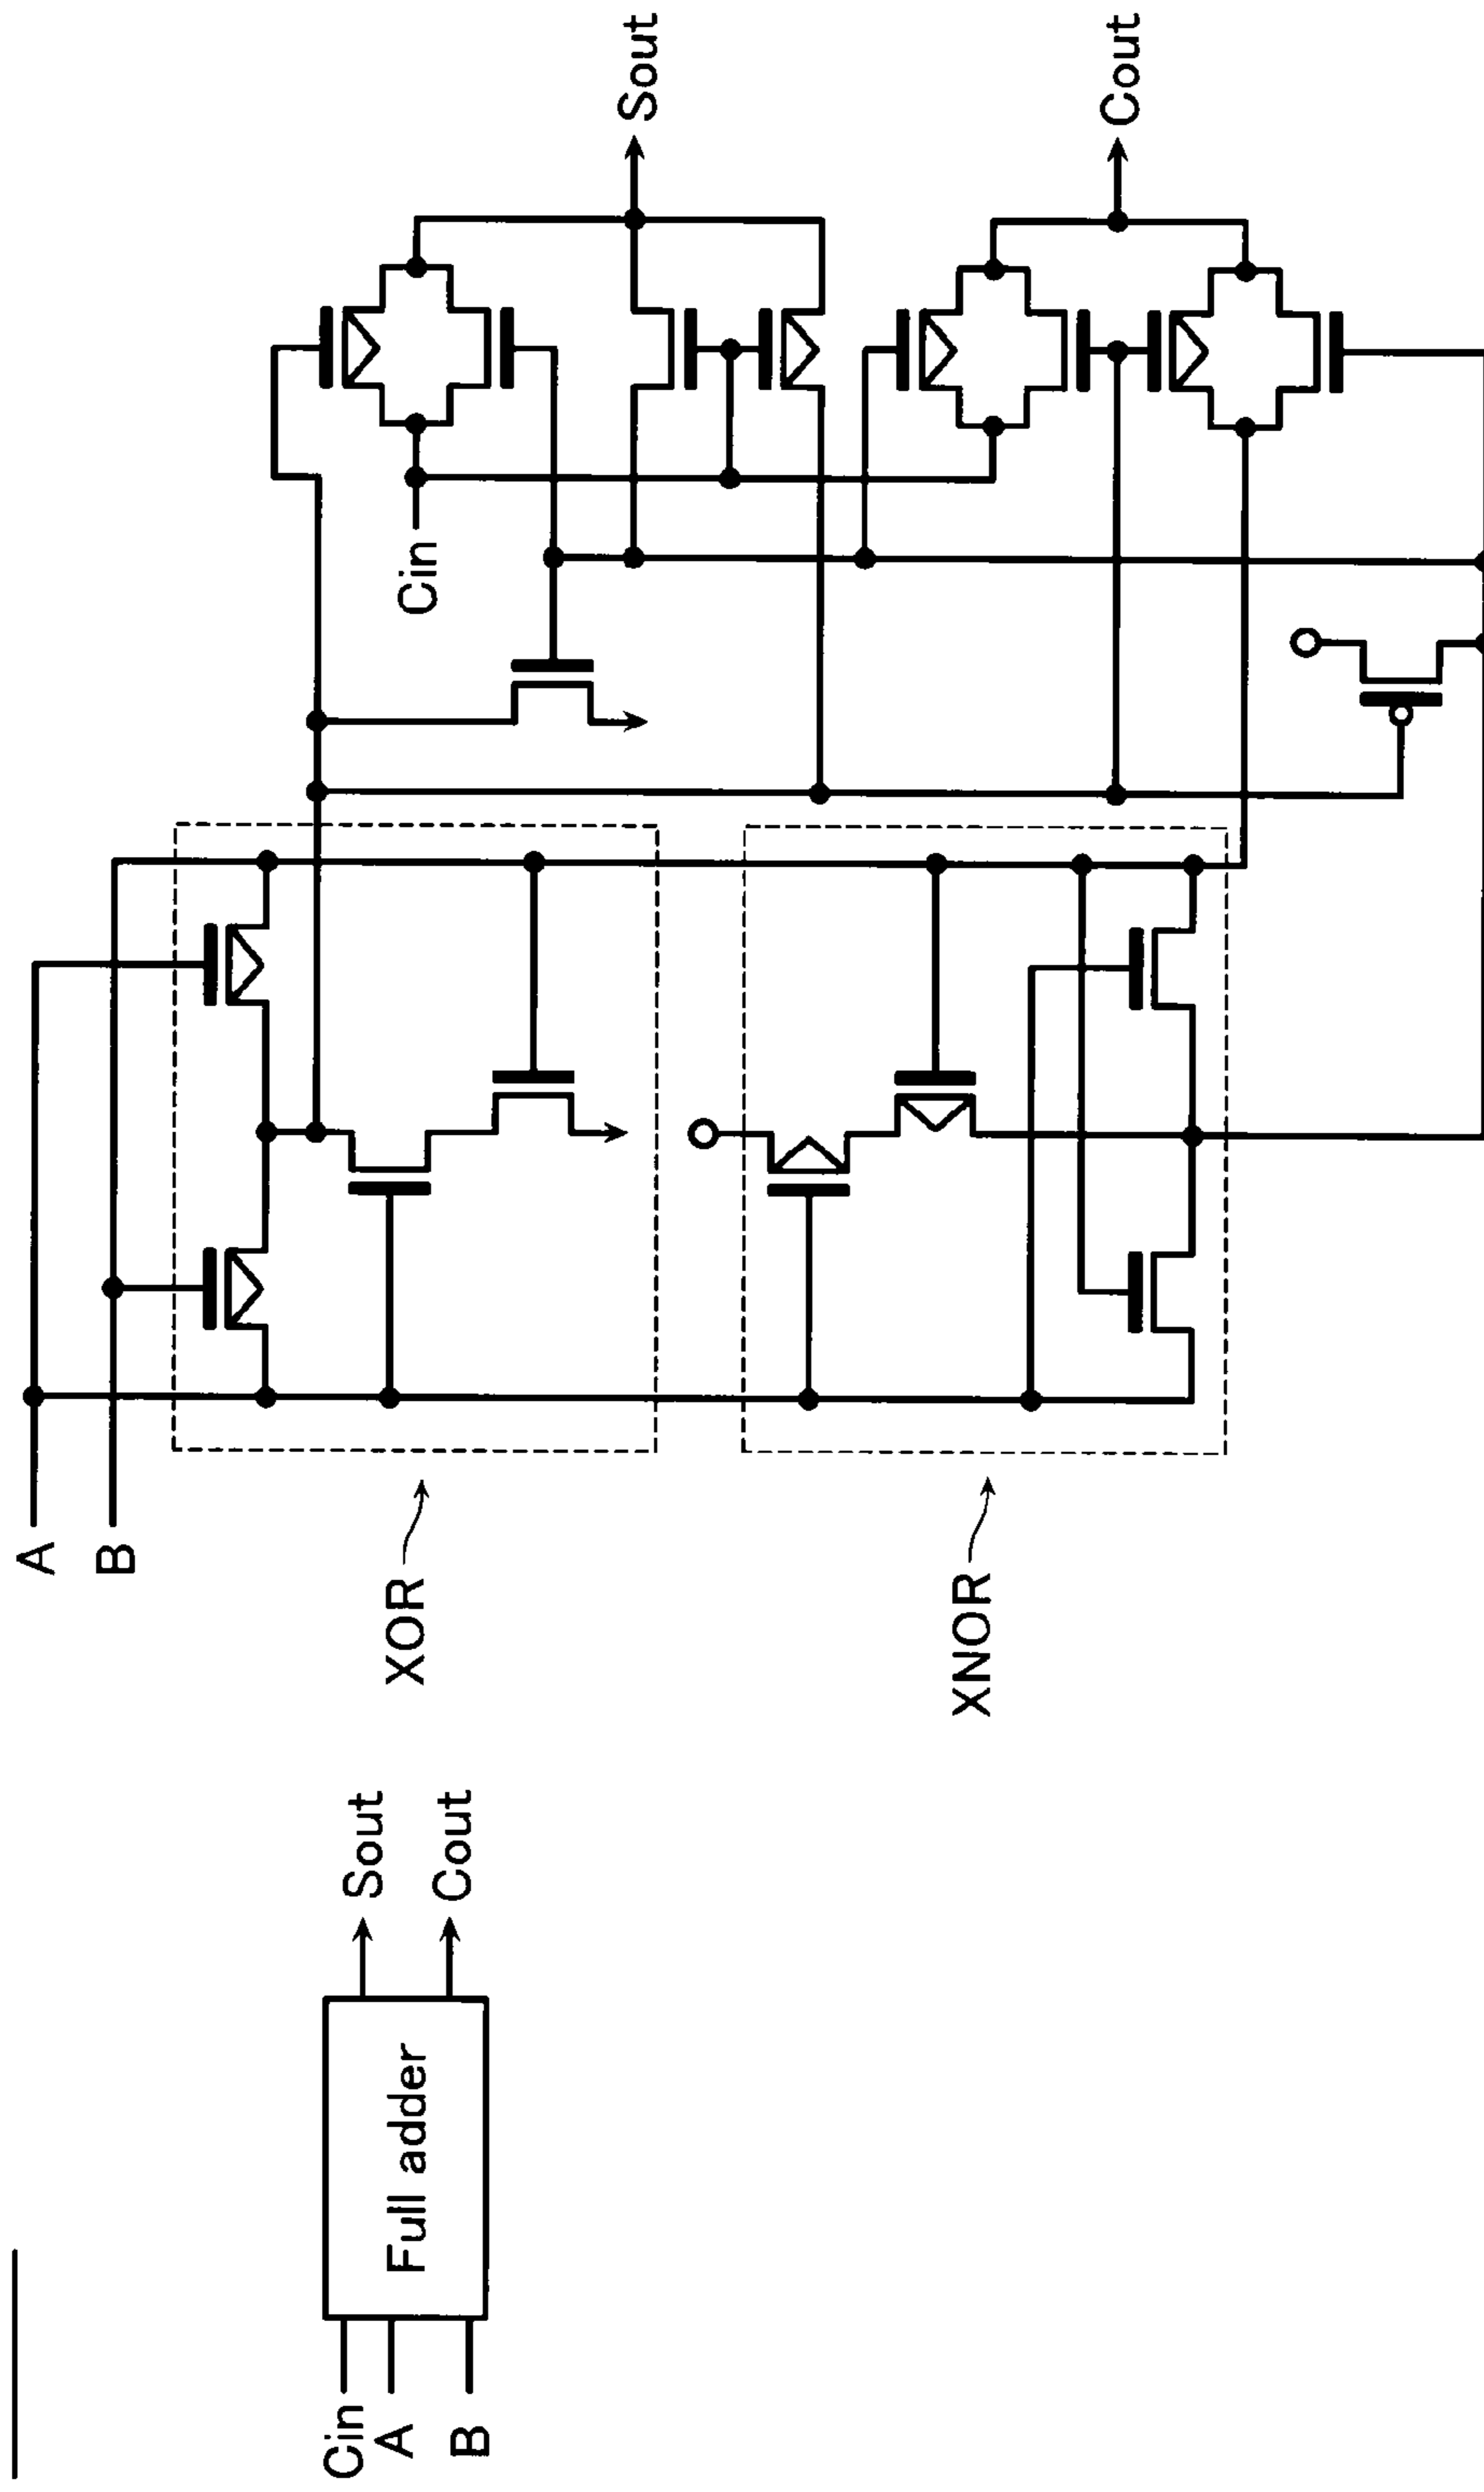 A
B
XOR
XNOR
Cin
Sout
Cout
Cin
A
B
Full adder
Sout
Cout